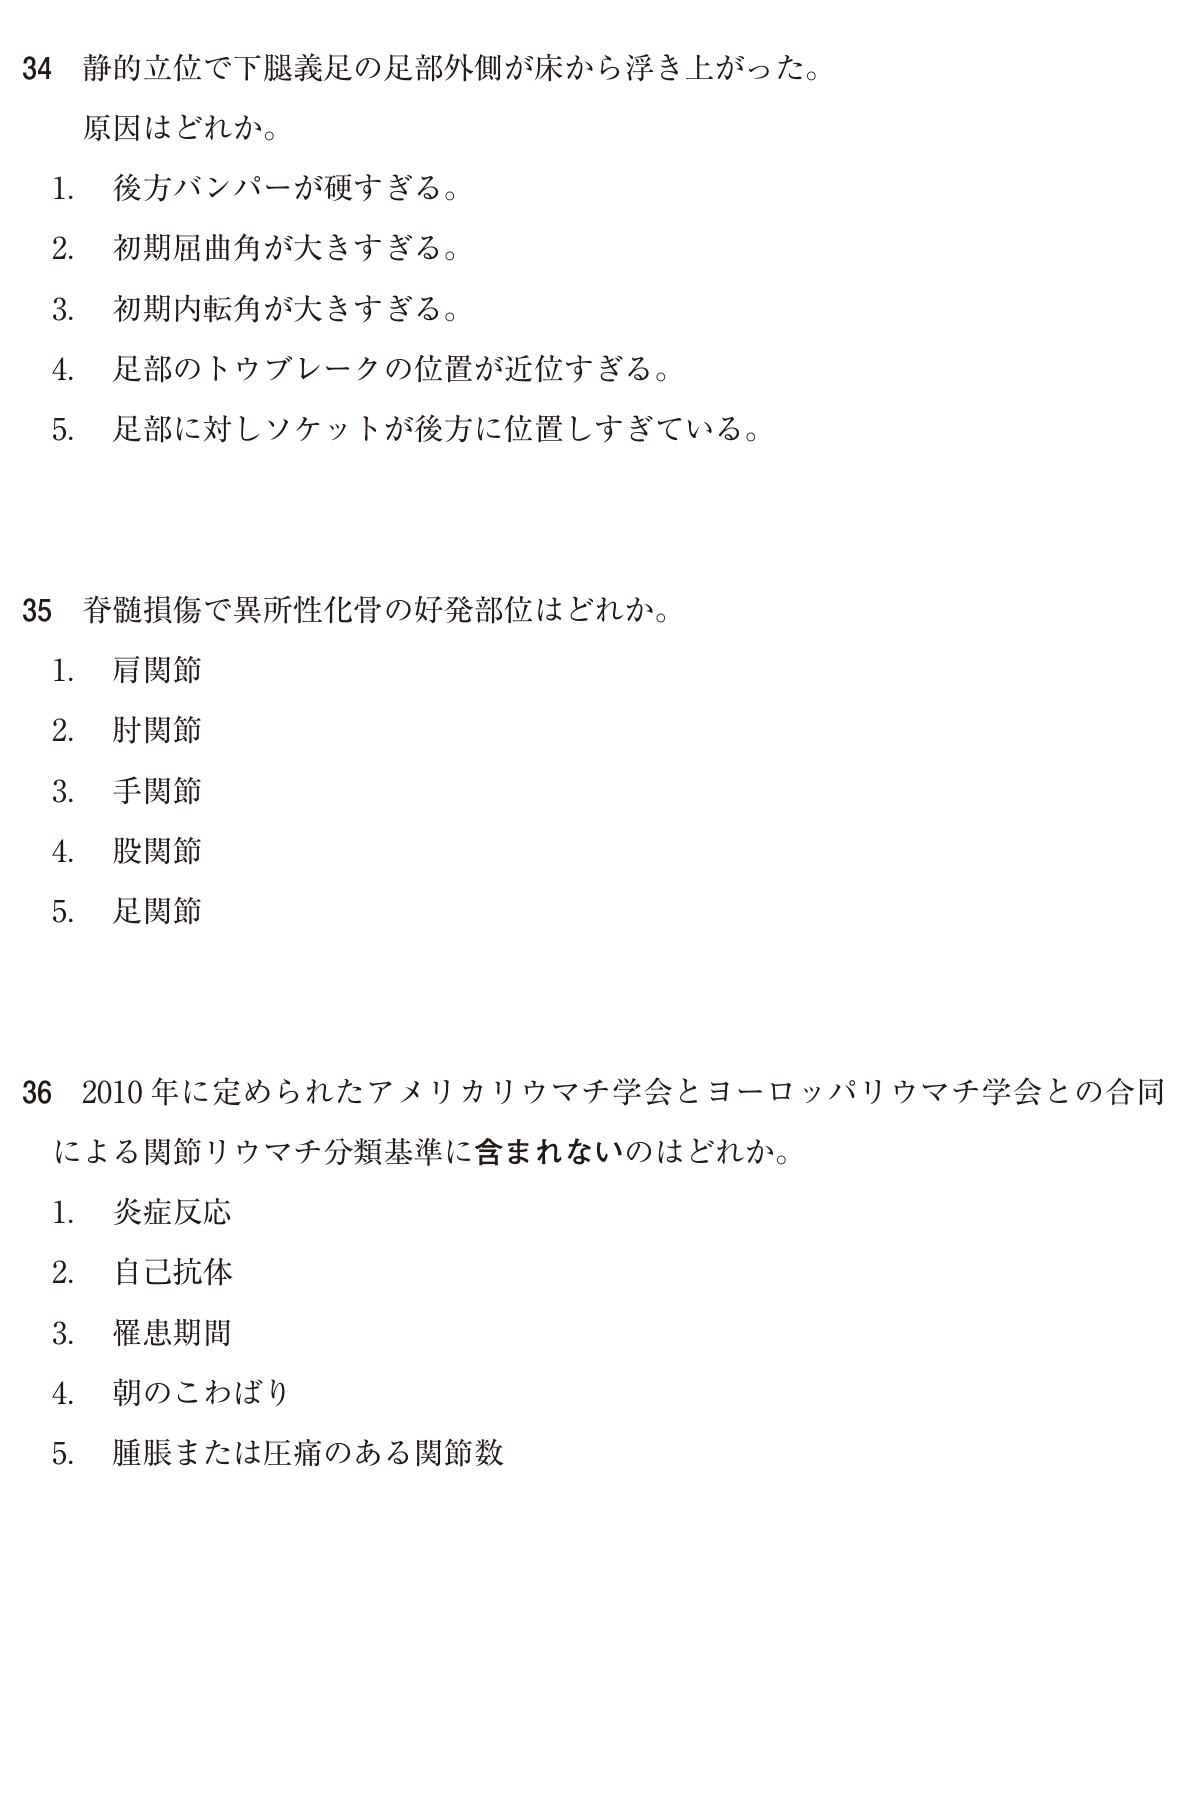 34 静的立位で下腿義足の足部外側が床から浮き上がった。
原因はどれか。
1. 後方バンパーが硬すぎる。
2. 初期屈曲角が大きすぎる。
3. 初期内転角が大きすぎる。
4. 足部のトウブレークの位置が近位すぎる。
5. 足部に対しソケットが後方に位置しすぎている。
35 脊髄損傷で異所性化骨の好発部位はどれか。
1. 肩関節
2. 肘関節
3. 手関節
4. 股関節
5. 足関節
36 2010 年に定められたアメリカリウマチ学会とヨーロッパリウマチ学会との合同
による関節リウマチ分類基準に含まれないのはどれか。
1. 炎症反応
2. 自己抗体
3. 罹患期間
4. 朝のこわばり
5. 腫脹または圧痛のある関節数